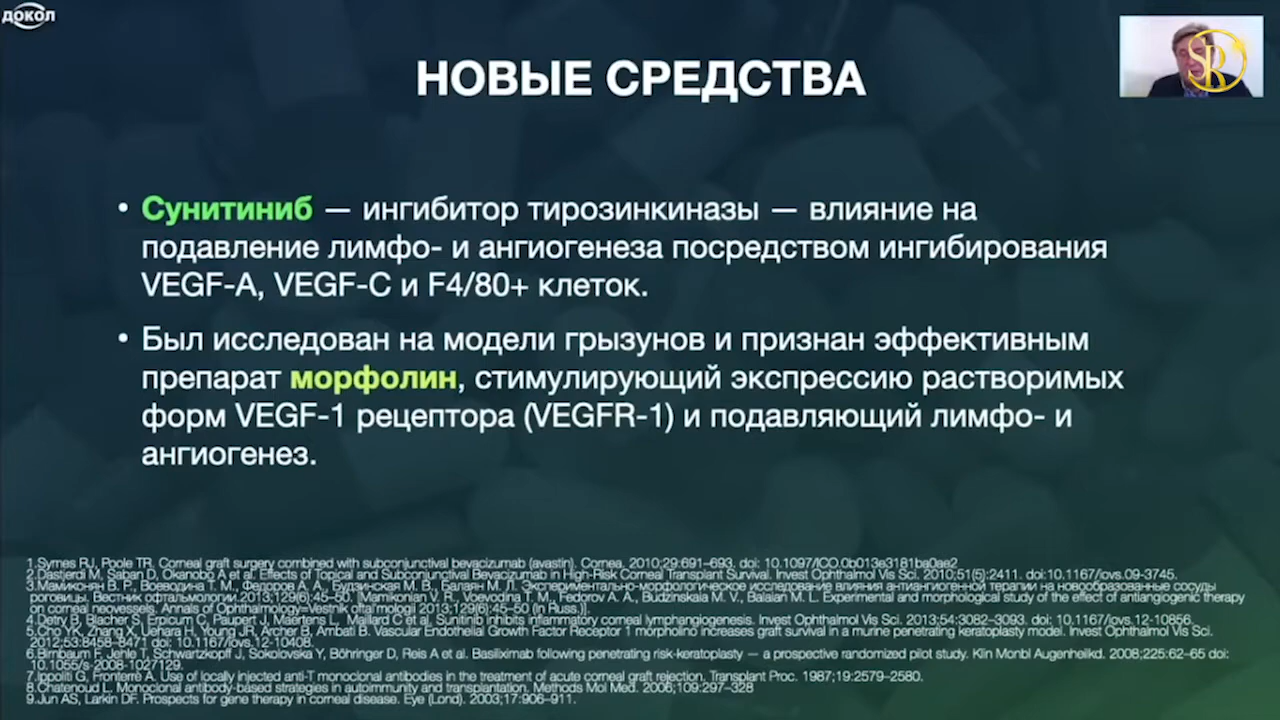 ДОКОЛ
SR
НОВЫЕ СРЕДСТВА
• Сунитиниб — ингибитор тирозинкиназы — влияние на
подавление лимфо- и ангиогенеза посредством ингибирования
VEGF-A, VEGF-C и F4/80+ клеток.
• Был исследован на модели грызунов и признан эффективным
препарат морфолин, стимулирующий экспрессию растворимых
форм VEGF-1 рецептора (VEGFR-1) и подавляющий лимфо- и
ангиогенез.
1.Symes RJ, Poole TR. Corneal graft surgery combined with subconjunctival bevacizumab (avastin). Cornea. 2010;29:691–693. doi: 10.1097/ICO.0b013e3181ba0ae2
2.Dastjerdi M, Saban D, Okanobo A et al. Effects of Topical and Subconjunctival Bevacizumab in High-Risk Corneal Transplant Survival. Invest Ophthalmol Vis Sci. 2010;51(5):2411. doi:10.1167/iovs.09-3745.
3.Мамиконян В. Р., Воеводина Т. М., Федоров А. А., Будзинская М. В., Балаян М. Л. Экспериментально-морфологическое исследование влияния антиангиогенной терапии на новообразованные сосуды
роговицы. Вестник офтальмологии.2013;129(6):45–50. [Mamikonian V. R., Voevodina T. M., Fedorov A. A., Budzinskaia M. V., Balaian M. L. Experimental and morphological study of the effect of antiangiogenic therapy
on corneal neovessels. Annals of Ophthalmology=Vestnik oftal'mologii 2013;129(6):45–50 (In Russ.)].
4.Detry B, Blacher S, Erpicum C, Paupert J, Maertens L, Maillard C et al. Sunitinib inhibits inflammatory corneal lymphangiogenesis. Invest Ophthalmol Vis Sci. 2013;54:3082–3093. doi: 10.1167/iovs.12-10856.
5.Cho YK, Zhang X, Uehara H, Young JR, Archer B, Ambati B. Vascular Endothelial Growth Factor Receptor 1 morpholino increases graft survival in a murine penetrating keratoplasty model. Invest Ophthalmol Vis Sci.
2012;53:8458–8471 doi: 10.1167/iovs.12-10408.
6.Birnbaum F, Jehle T, Schwartzkopff J, Sokolovska Y, Böhringer D, Reis A et al. Basiliximab following penetrating risk-keratoplasty — a prospective randomized pilot study. Klin Monbl Augenheilkd. 2008;225:62–65 doi:
10.1055/s-2008-1027129.
7.Ippoliti G, Fronterrè A. Use of locally injected anti-T monoclonal antibodies in the treatment of acute corneal graft rejection. Transplant Proc. 1987;19:2579–2580.
8.Chatenoud L. Monoclonal antibody-based strategies in autoimmunity and transplantation. Methods Mol Med. 2006;109:297–328
9.Jun AS, Larkin DF. Prospects for gene therapy in corneal disease. Eye (Lond). 2003;17:906–911.